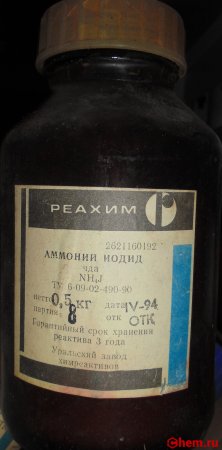 РЕАХИМ
2621160192
АММОНИЙ ИОДИД
чда
NH₄J
ТУ 6-09-02-490-90
нетто 0,5 кг дата IV-94
партия 8 отк ОТК
Гарантийный срок хранения
реактива 3 года
Уральский завод
химреактивов
Chem.ru